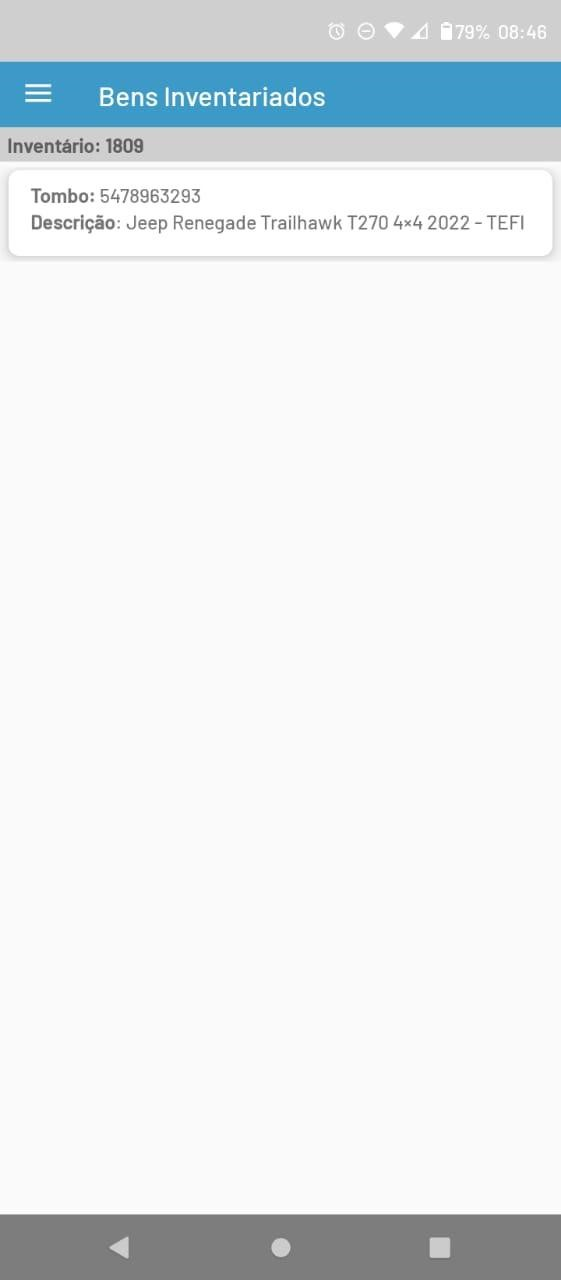 79% 08:46
Bens Inventariados
Inventário: 1809
Tombo: 5478963293
Descrição: Jeep Renegade Trailhawk T270 4×4 2022 - TEFI